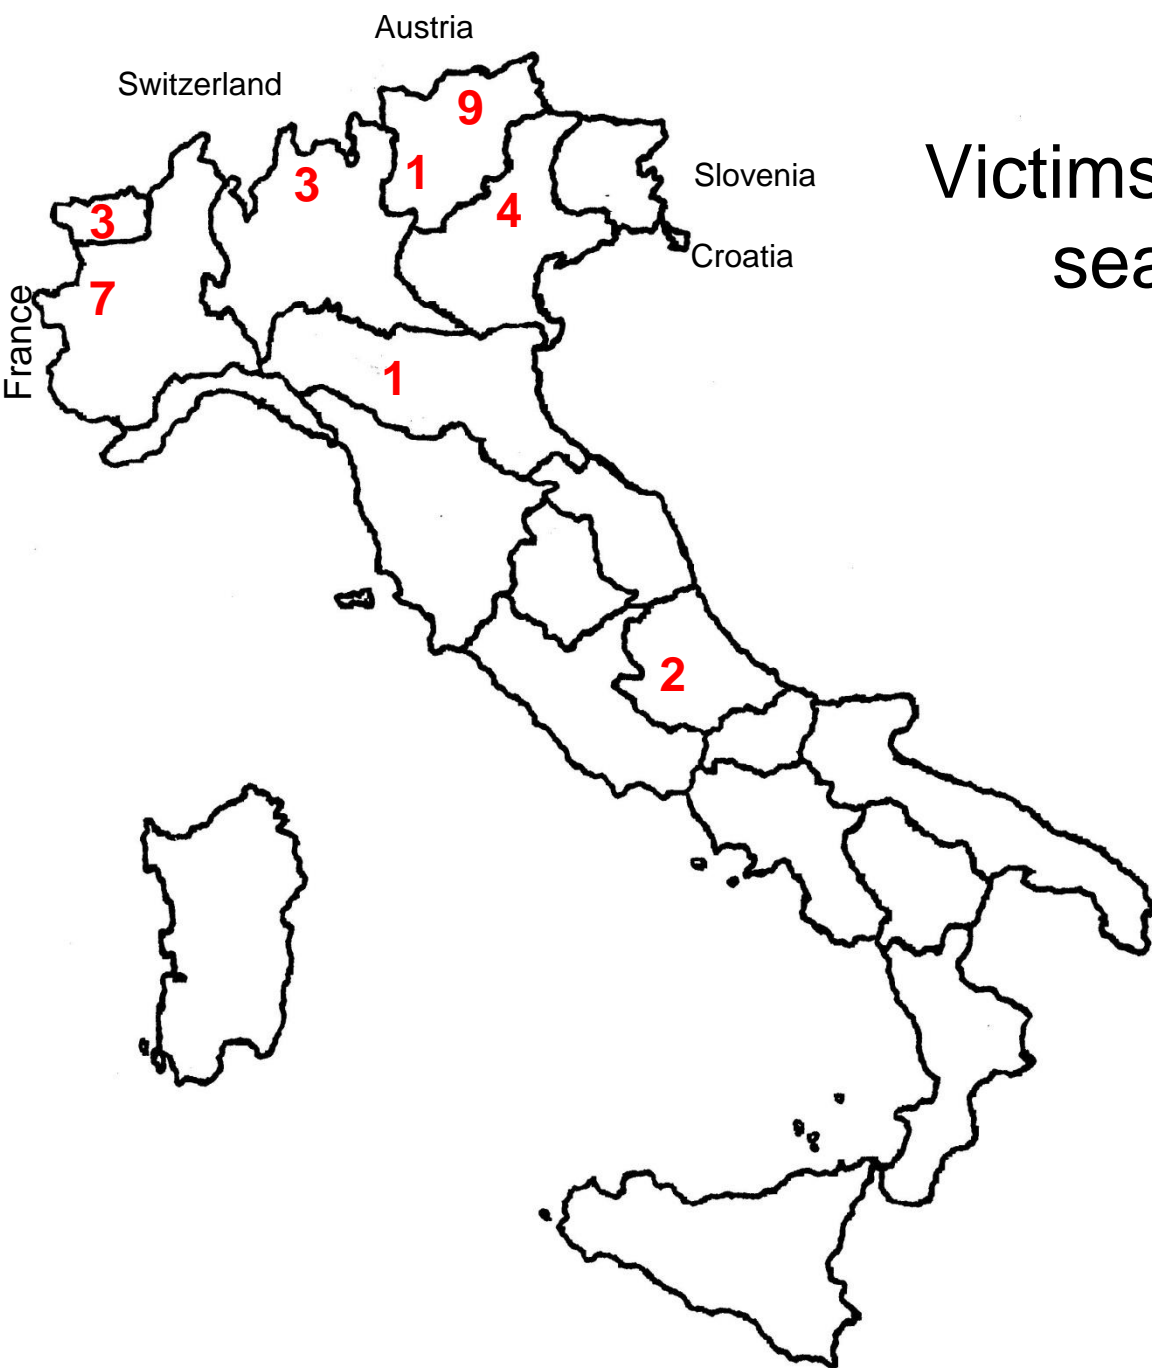 Austria
Switzerland
9
Victims
1
3
Slovenia
3
4
sea
Croatia
7
France
1
2